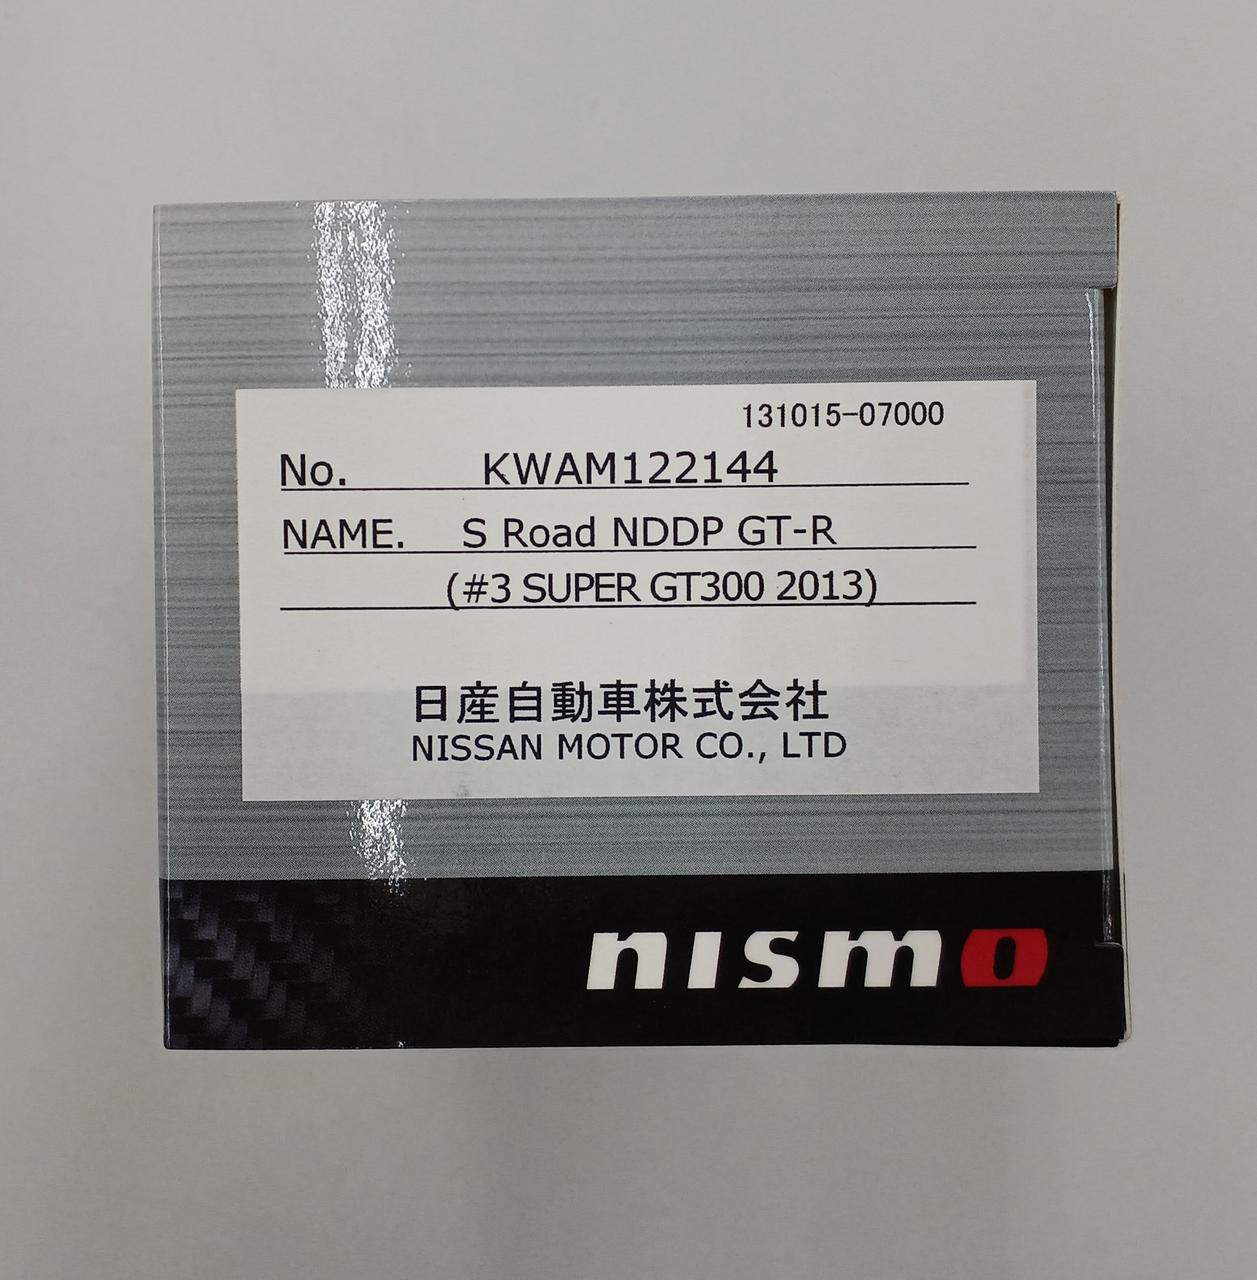 131015-07000
No. KWAM122144
NAME. S Road NDDP GT-R
(#3 SUPER GT300 2013)
日産自動車株式会社
NISSAN MOTOR CO., LTD
nismo